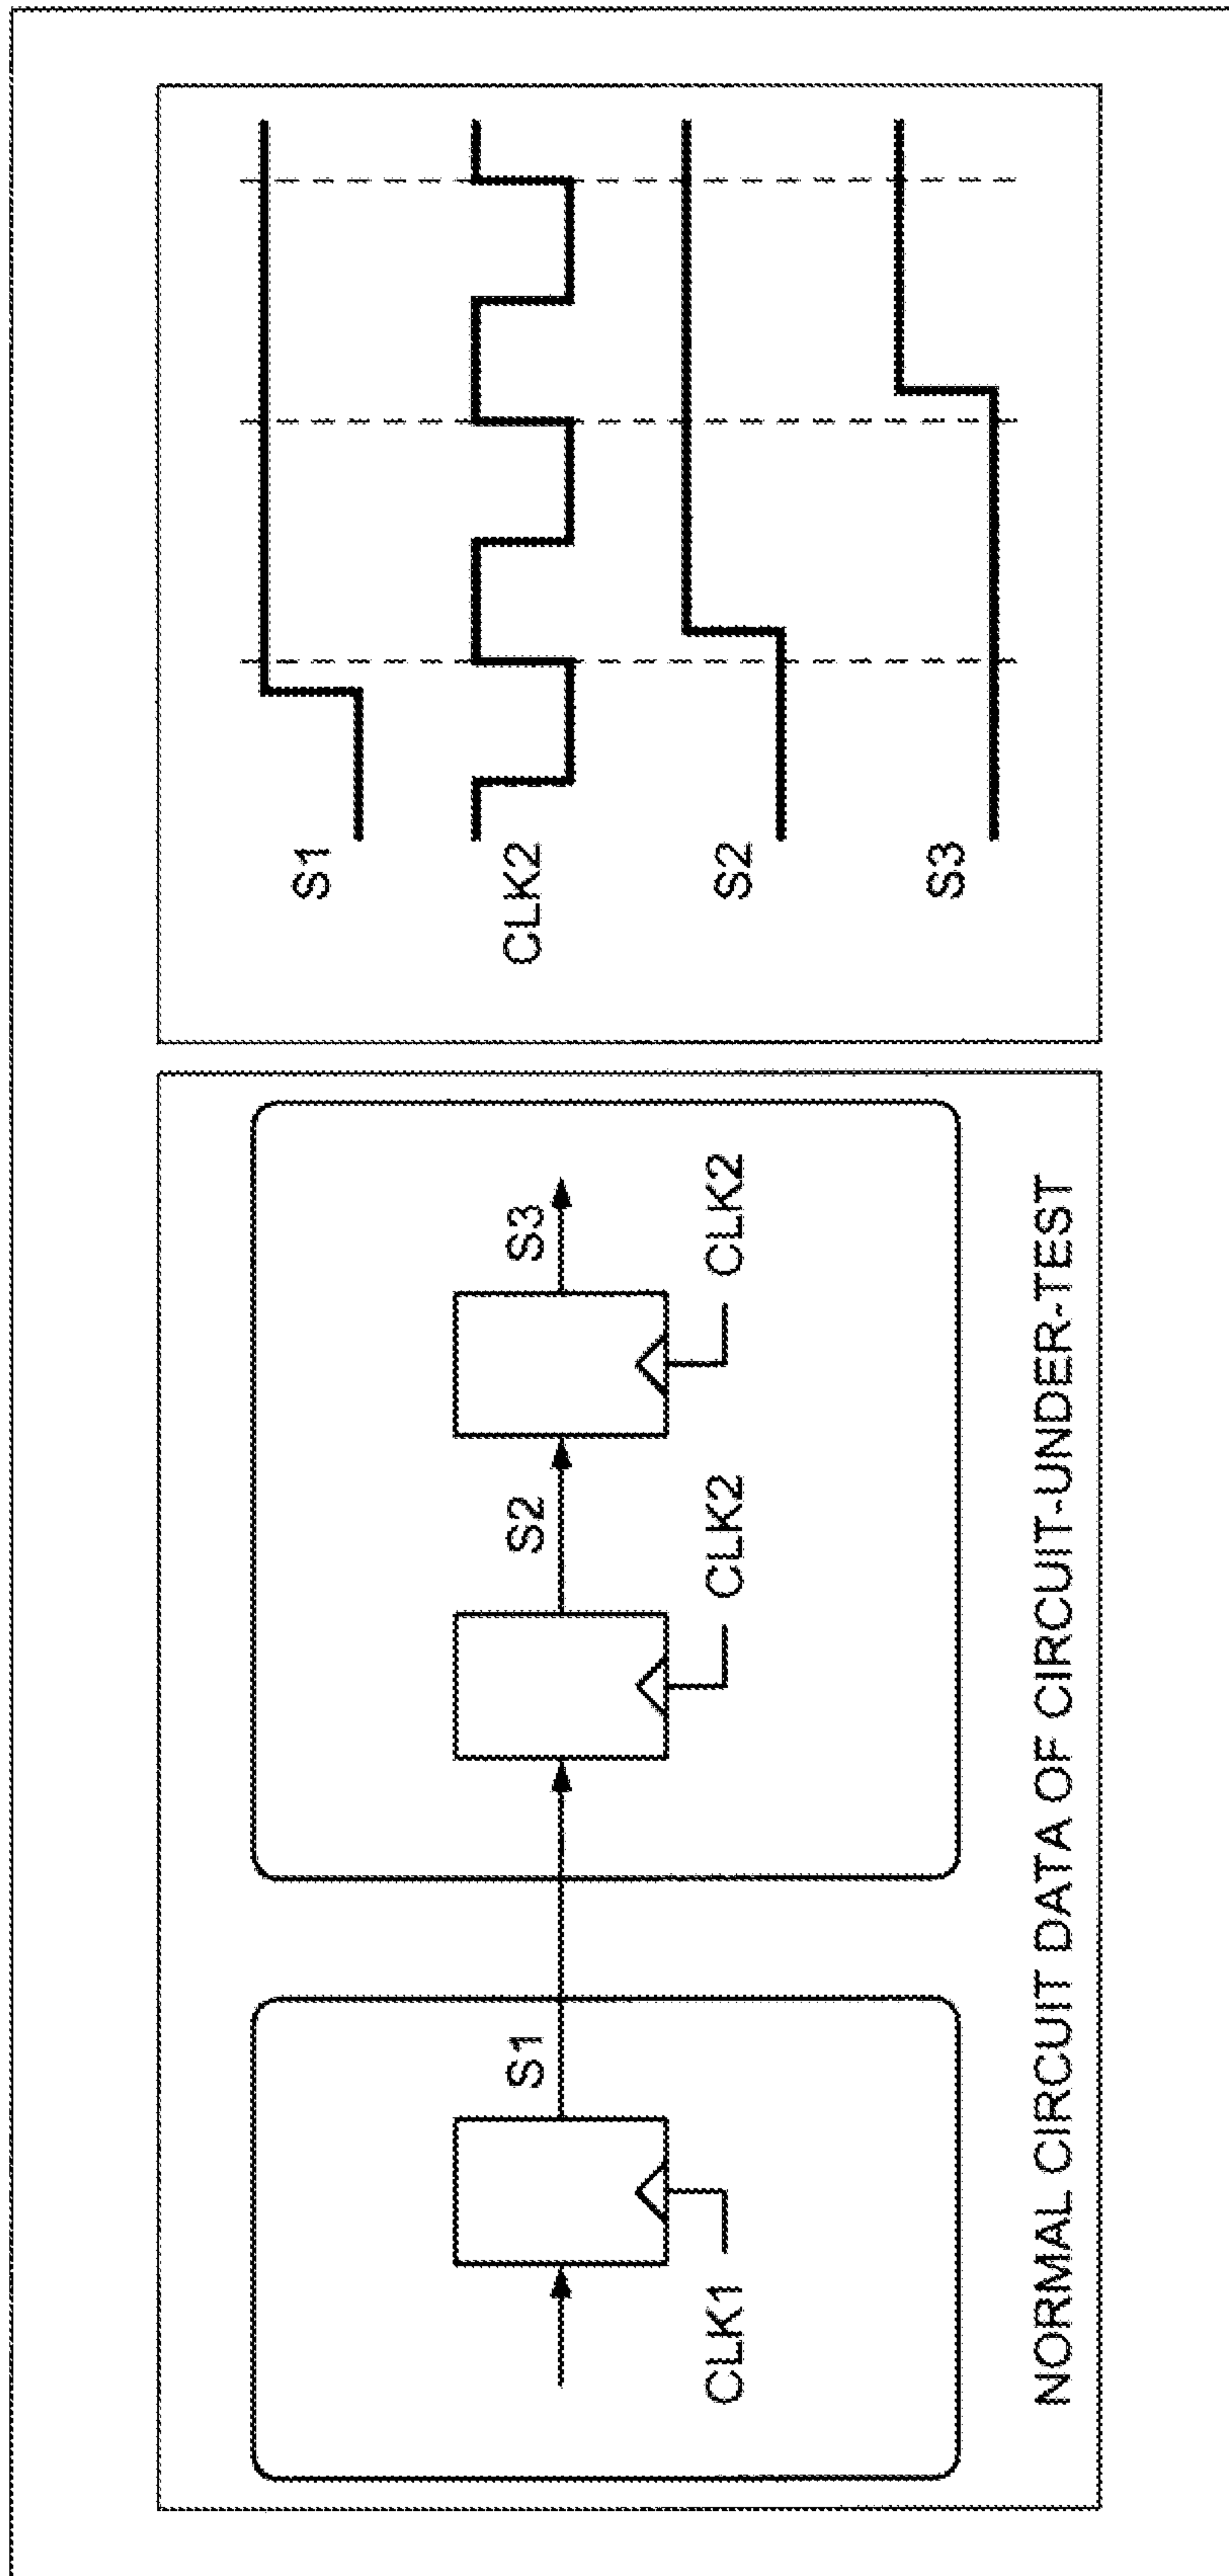 S1
S2
S3
CLK1
CLK2
CLK2
NORMAL CIRCUIT DATA OF CIRCUIT-UNDER-TEST
S1
CLK2
S2
S3